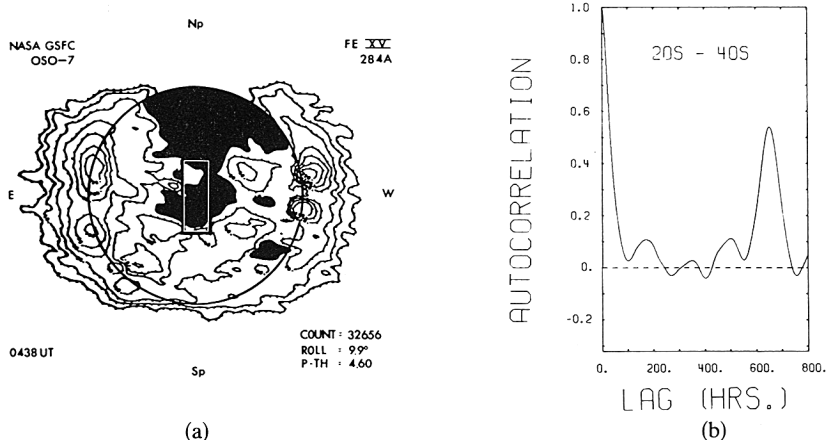 Np
NASA GSFC
OSO-7
FE XV
284A
E
W
0438 UT
Sp
COUNT = 32656
ROLL = 9.9°
P-TH = 4.60
(a)
20S - 40S
AUTOCORRELATION
1.0
0.8
0.6
0.4
0.2
0.
-0.2
0.
200.
400.
600.
800.
LAG (HRS.)
(b)